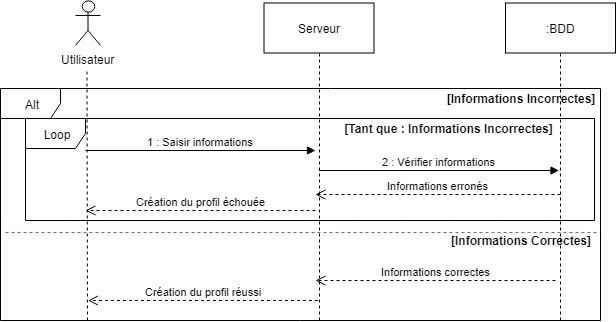 Utilisateur
Serveur
:BDD
Alt
[Informations Incorrectes]
Loop
[Tant que : Informations Incorrectes]
1 : Saisir informations
2 : Vérifier informations
Informations erronés
Création du profil échouée
[Informations Correctes]
Informations correctes
Création du profil réussi